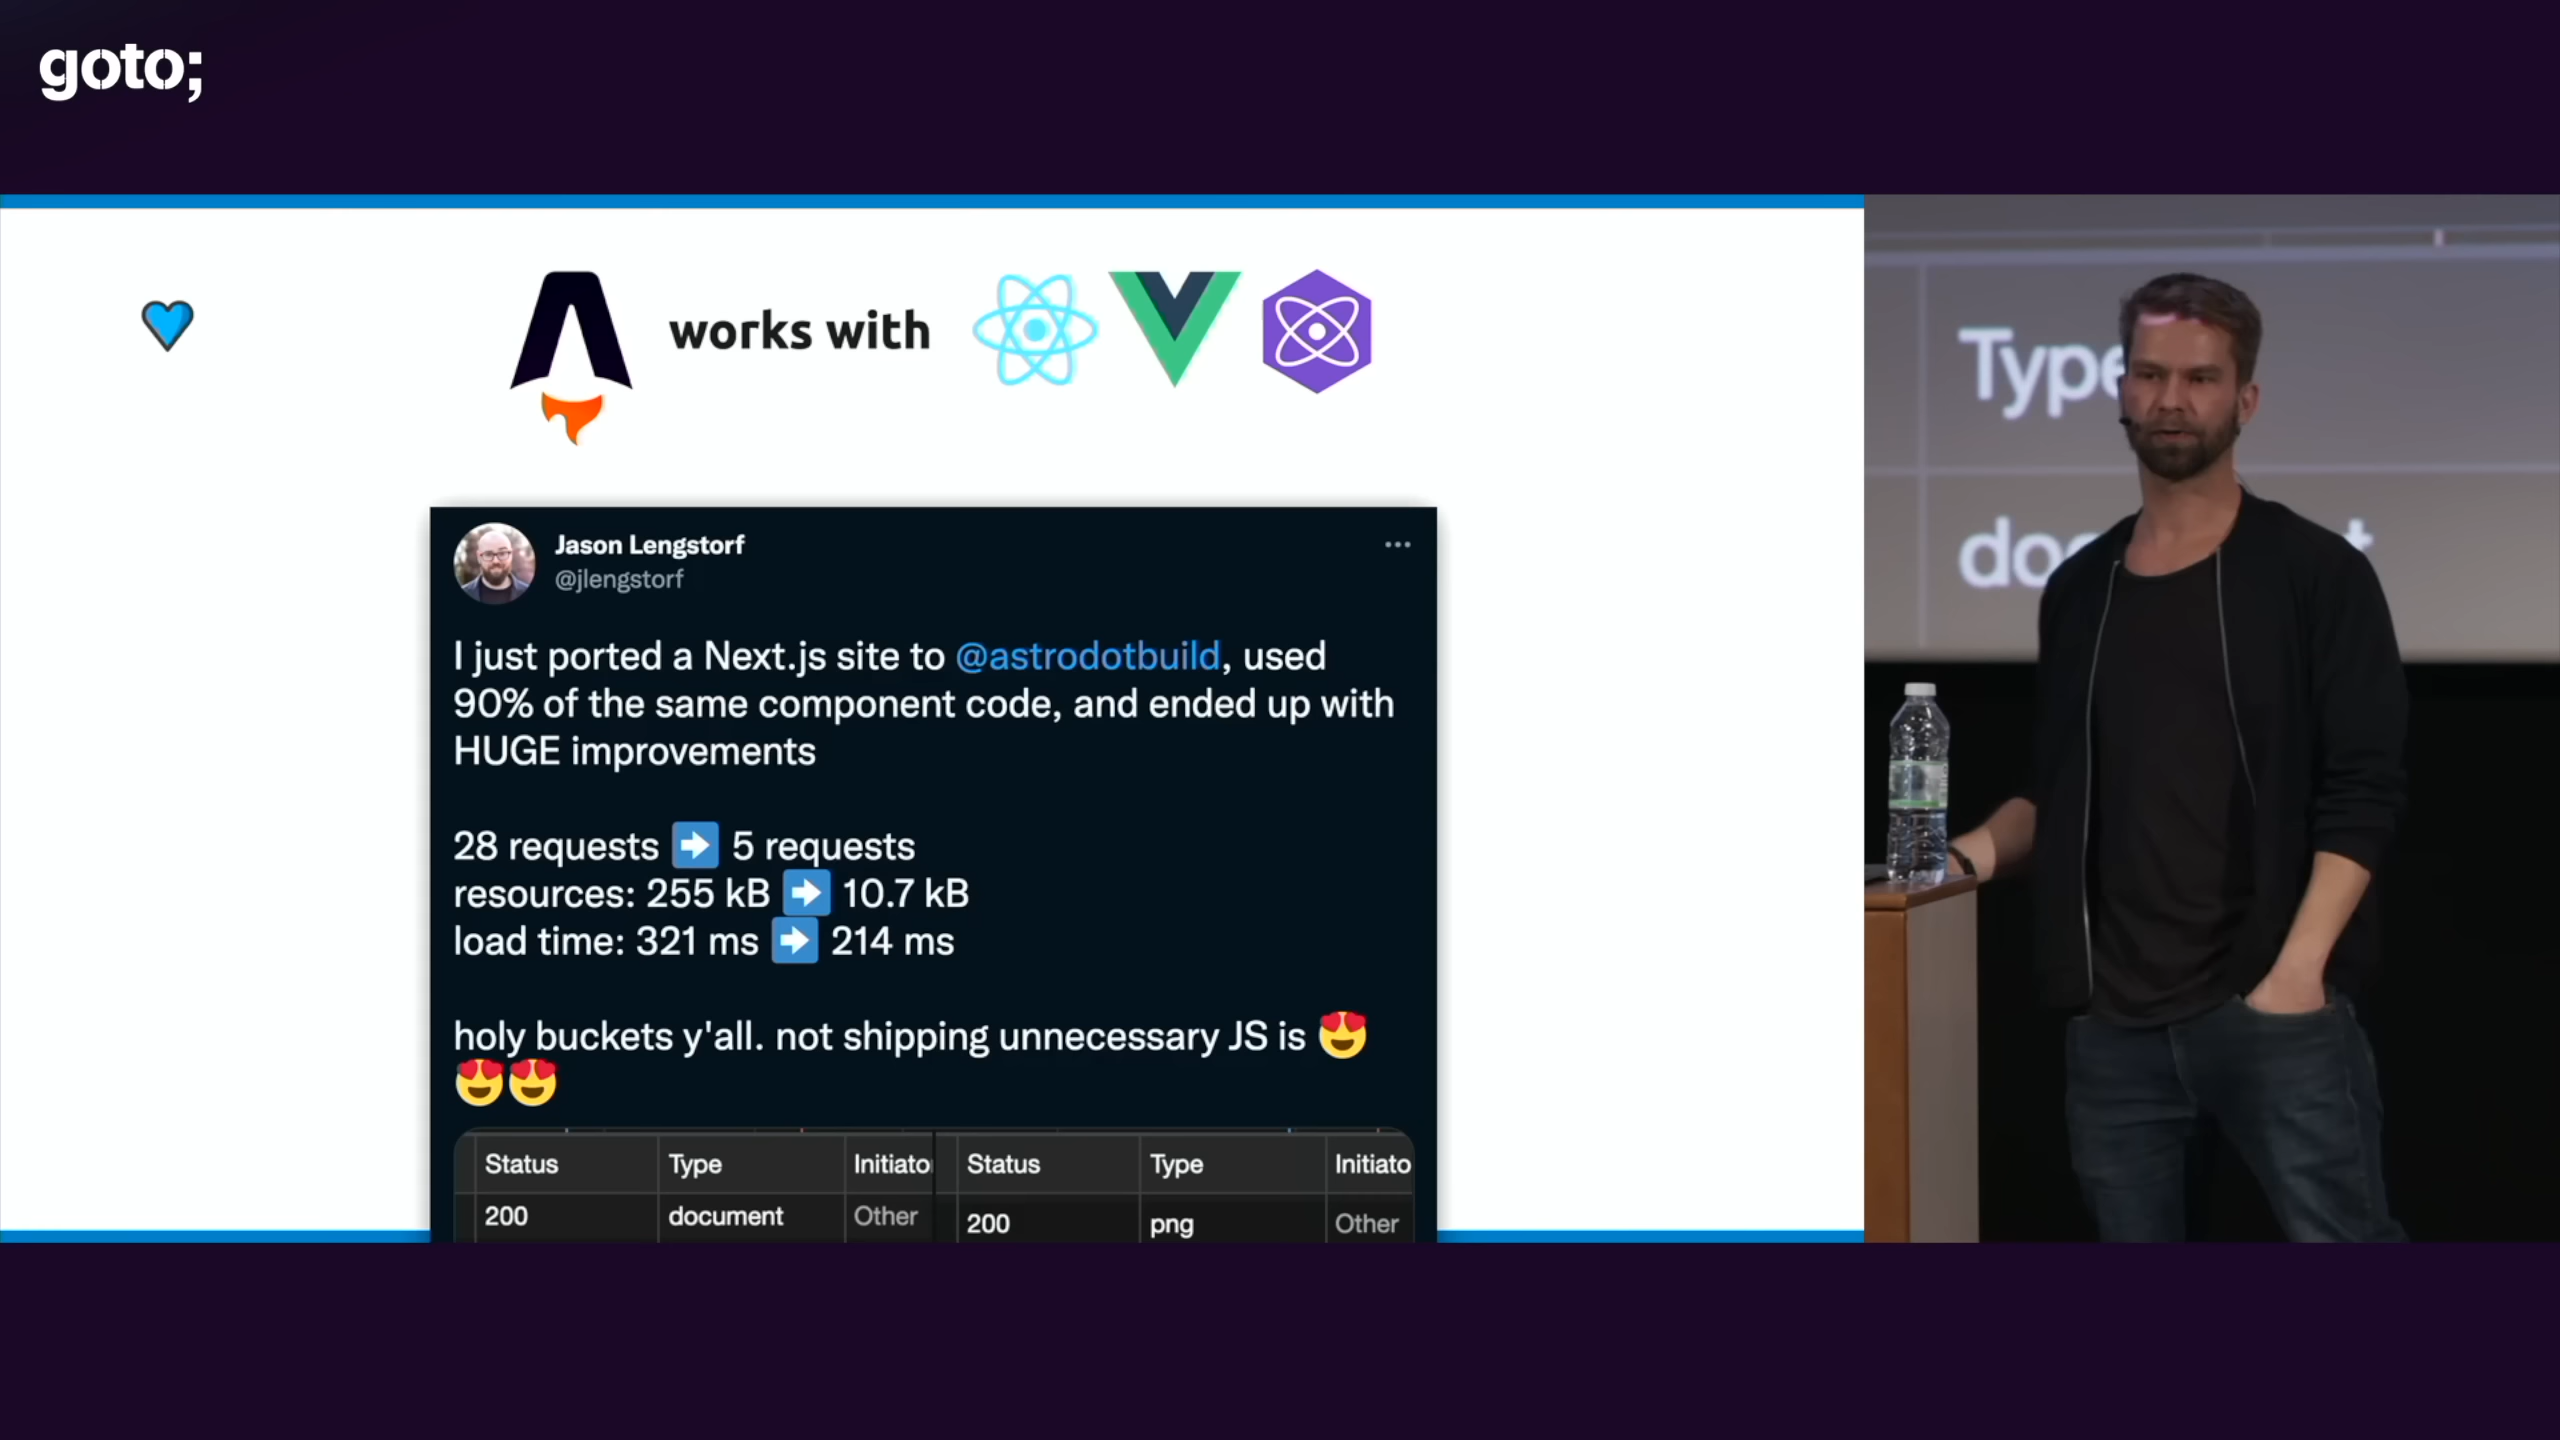 goto;
works with
Jason Lengstorf
@jlengstorf
I just ported a Next.js site to @astrodotbuild, used
90% of the same component code, and ended up with
HUGE improvements
28 requests ➡️ 5 requests
resources: 255 kB ➡️ 10.7 kB
load time: 321 ms ➡️ 214 ms
holy buckets y'all. not shipping unnecessary JS is 😍
😍😍
Status Type Initiato Status Type Initiato
200 document Other 200 png Other
Type